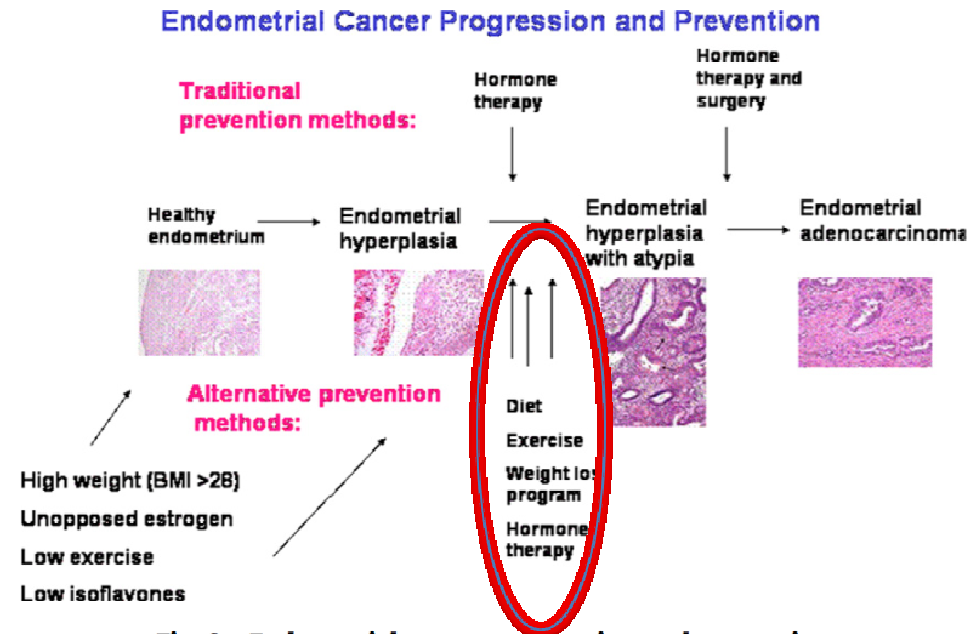 Endometrial Cancer Progression and Prevention
Traditional
prevention methods:
Hormone
therapy
Hormone
therapy and
surgery
Healthy
endometrium
Endometrial
hyperplasia
Endometrial
hyperplasia
with atypia
Endometrial
adenocarcinoma
Alternative prevention
methods:
Diet
Exercise
Weight los
program
Hormone
therapy
High weight (BMI >28)
Unopposed estrogen
Low exercise
Low isoflavones